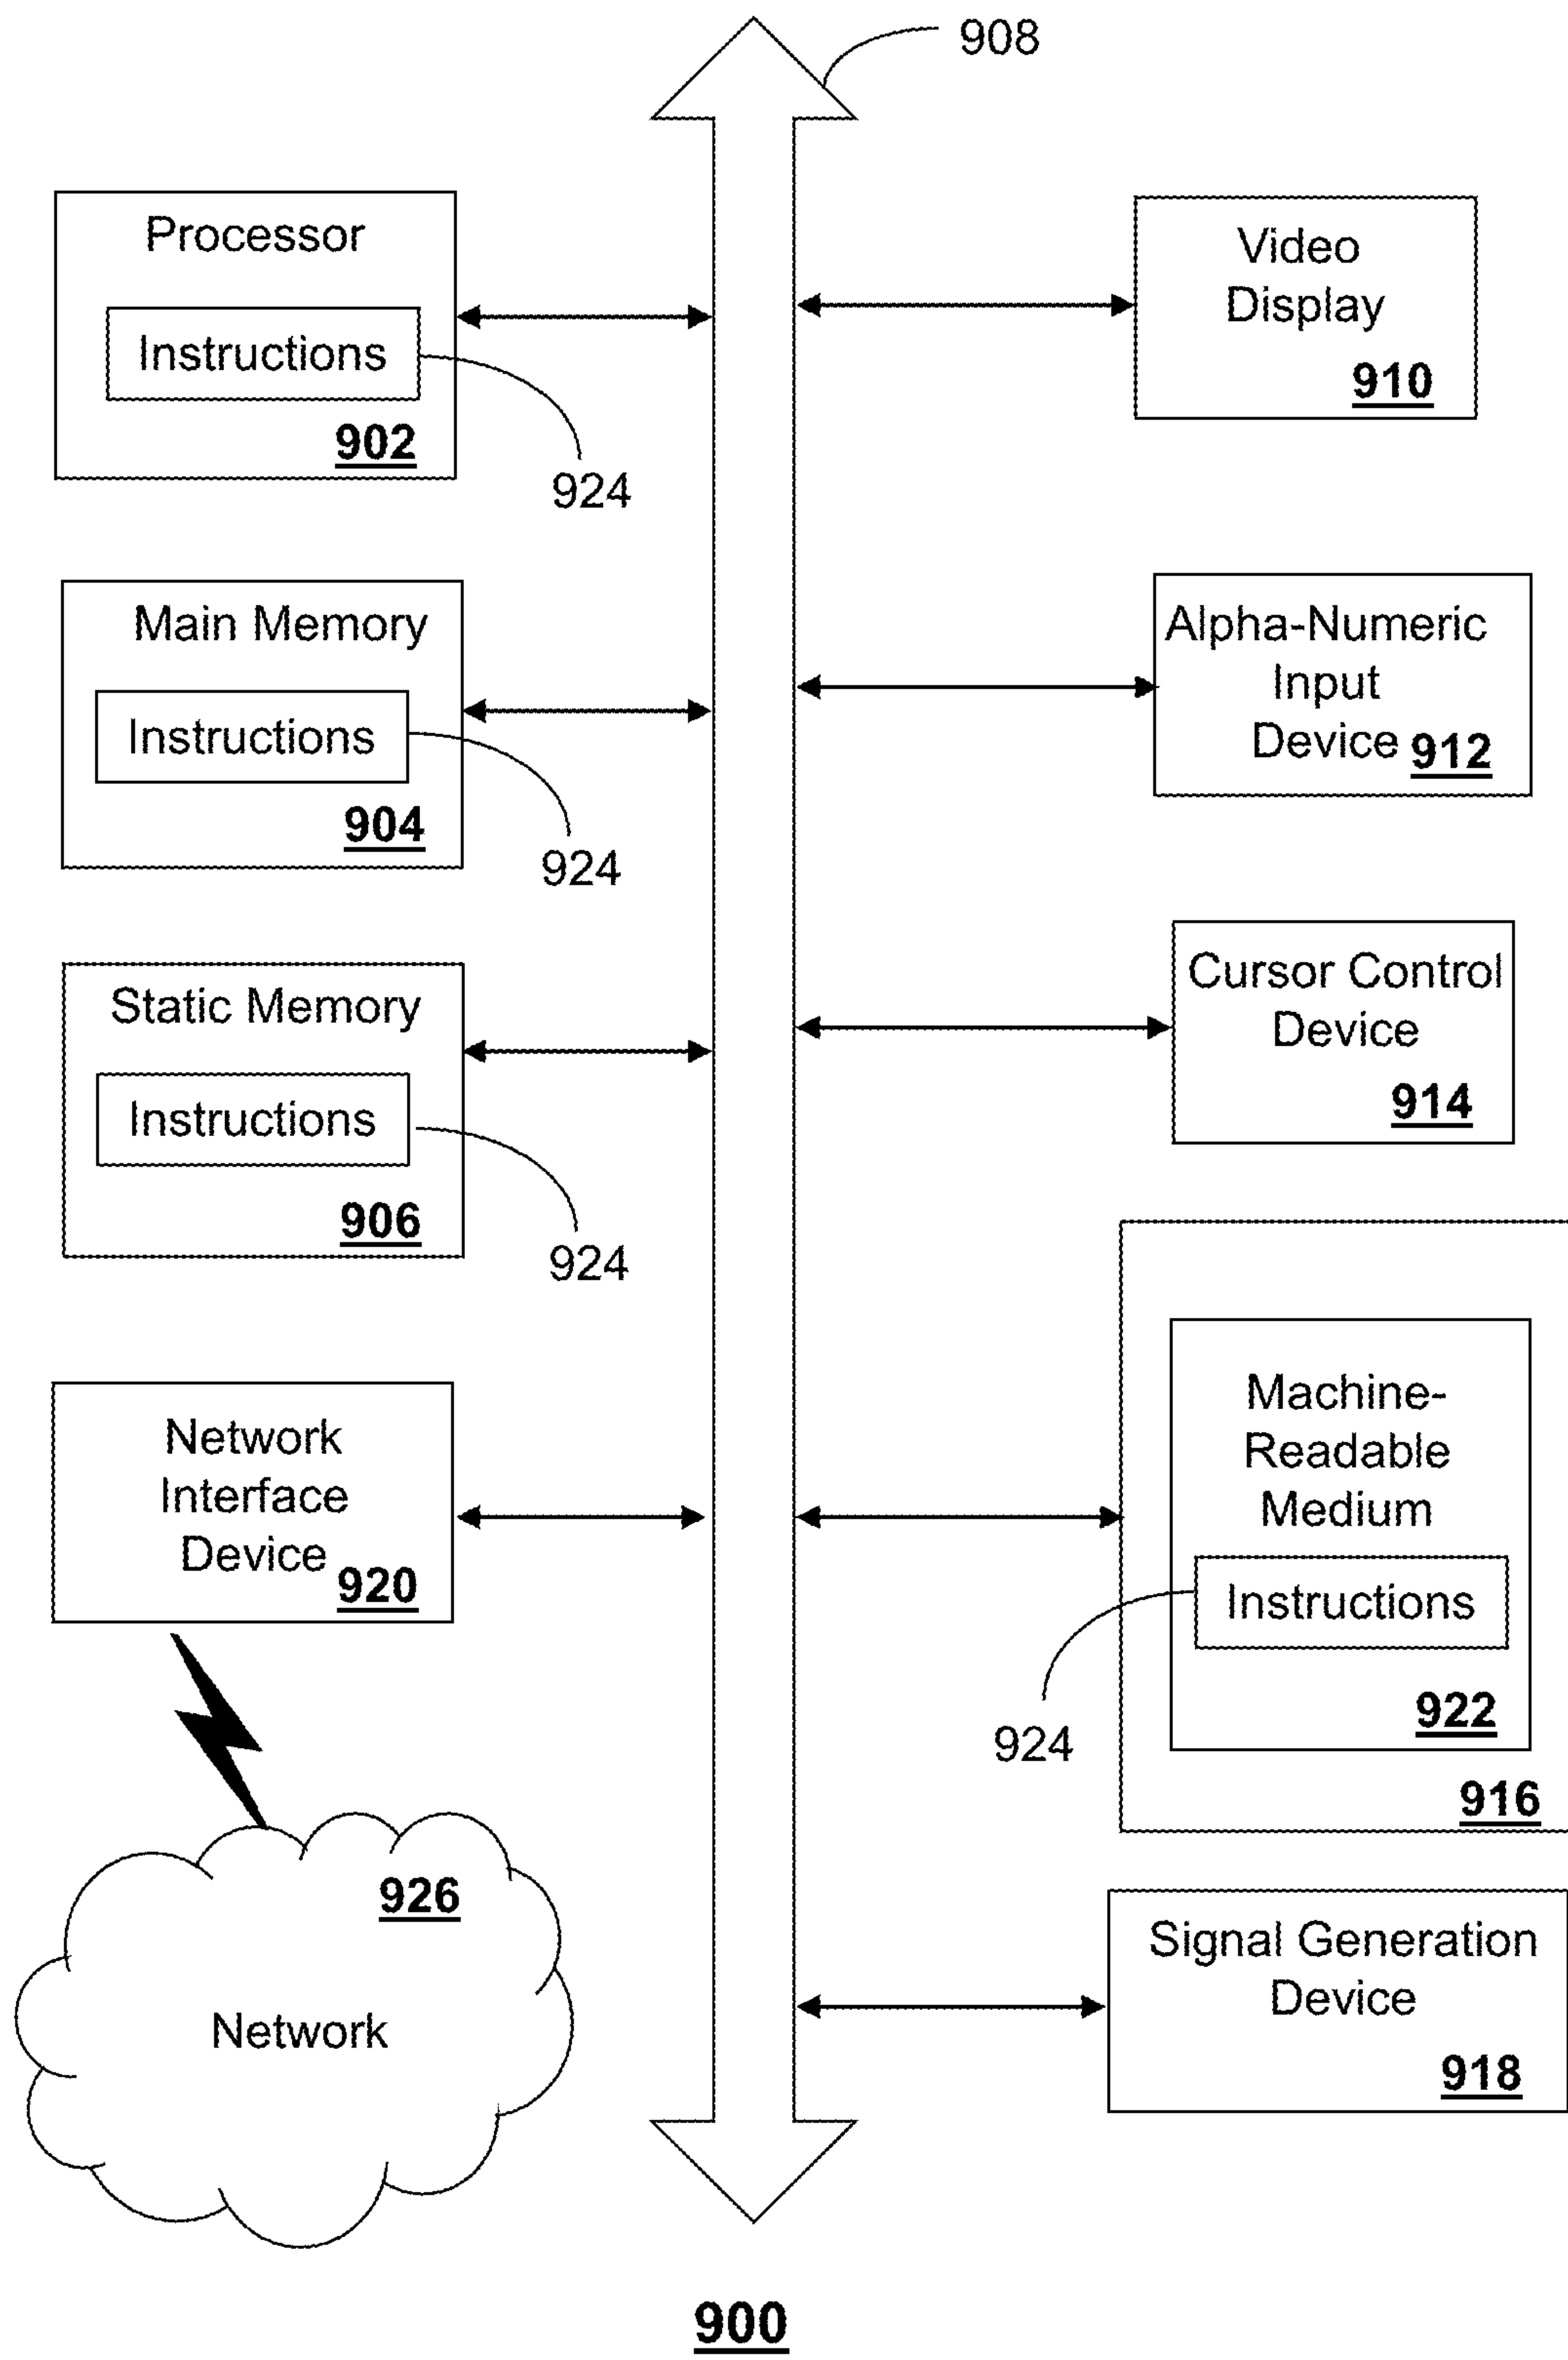 908
Processor
Instructions
902
924
Main Memory
Instructions
904
924
Static Memory
Instructions
906
924
Network
Interface
Device 920
926
Network
Video
Display
910
Alpha-Numeric
Input
Device 912
Cursor Control
Device
914
Machine-
Readable
Medium
Instructions
924
922
916
Signal Generation
Device
918
900